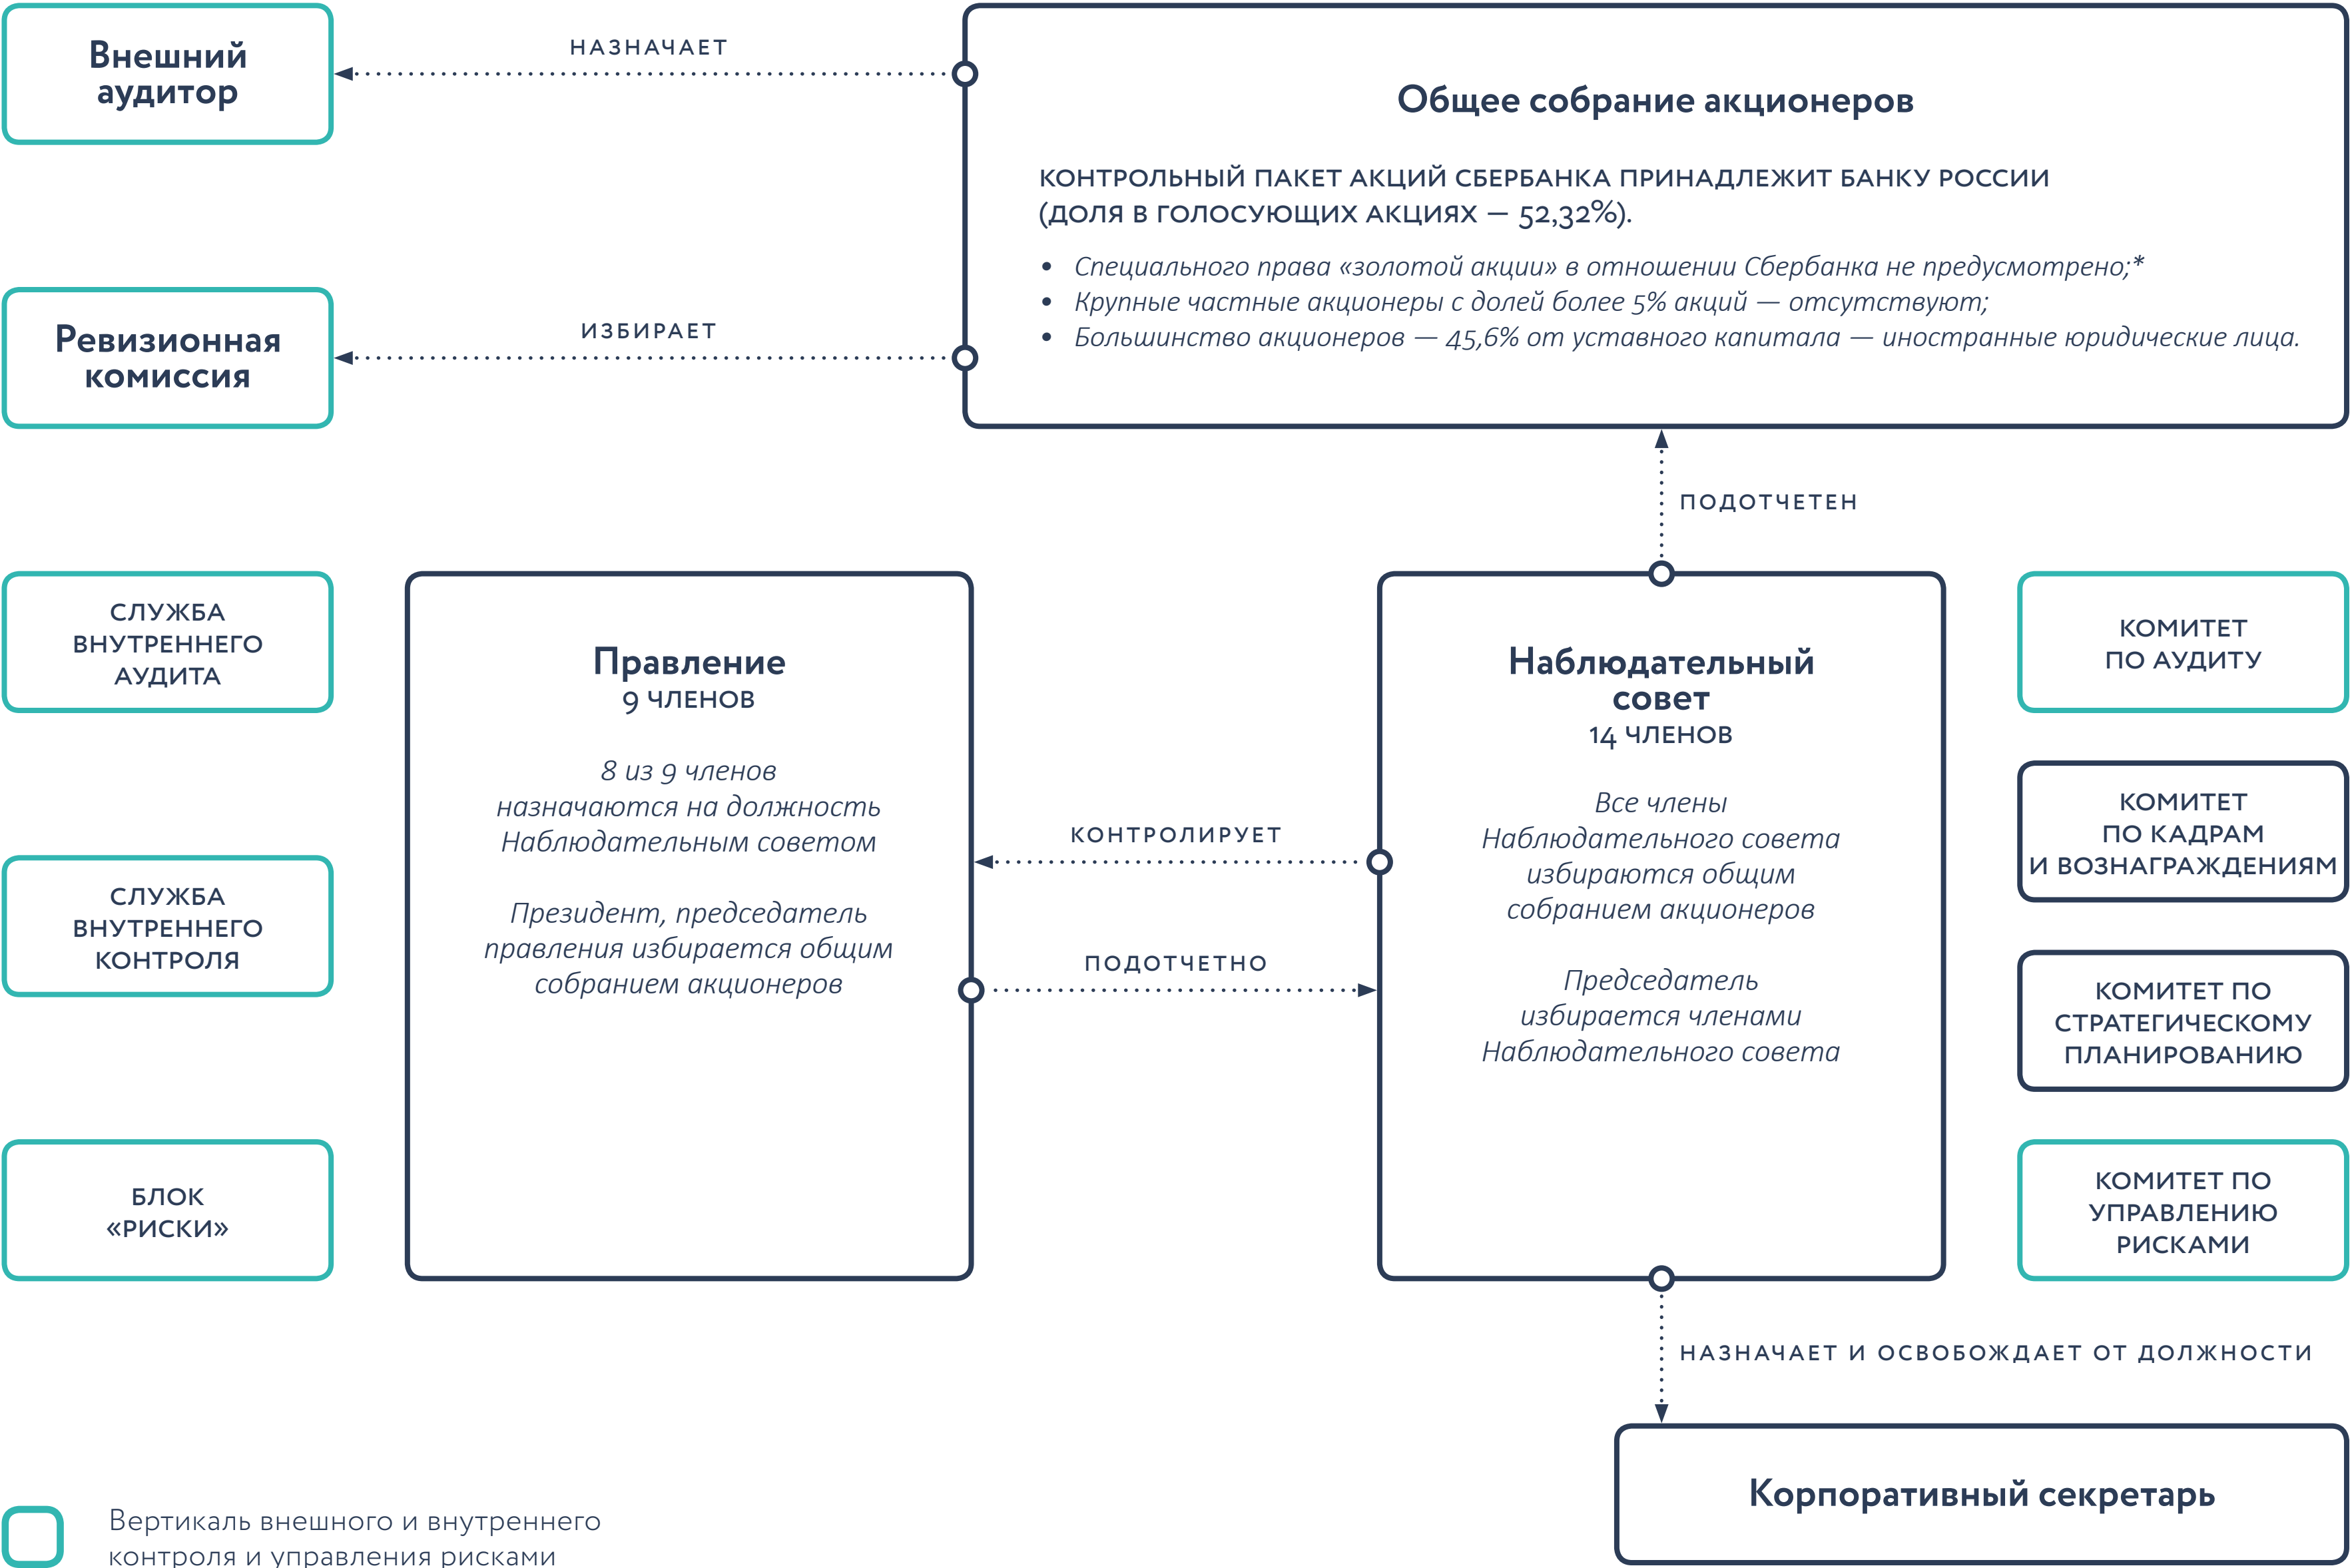 Внешний
аудитор
НАЗНАЧАЕТ
Общее собрание акционеров
КОНТРОЛЬНЫЙ ПАКЕТ АКЦИЙ СБЕРБАНКА ПРИНАДЛЕЖИТ БАНКУ РОССИИ
(ДОЛЯ В ГОЛОСУЮЩИХ АКЦИЯХ — 52,32%).
• Специального права «золотой акции» в отношении Сбербанка не предусмотрено;*
• Крупные частные акционеры с долей более 5% акций — отсутствуют;
• Большинство акционеров — 45,6% от уставного капитала — иностранные юридические лица.
Ревизионная
комиссия
ИЗБИРАЕТ
ПОДОТЧЕТЕН
СЛУЖБА
ВНУТРЕННЕГО
АУДИТА
СЛУЖБА
ВНУТРЕННЕГО
КОНТРОЛЯ
БЛОК
«РИСКИ»
Правление
9 ЧЛЕНОВ
8 из 9 членов
назначаются на должность
Наблюдательным советом
Президент, председатель
правления избирается общим
собранием акционеров
КОНТРОЛИРУЕТ
ПОДОТЧЕТНО
Наблюдательный
совет
14 ЧЛЕНОВ
Все члены
Наблюдательного совета
избираются общим
собранием акционеров
Председатель
избирается членами
Наблюдательного совета
КОМИТЕТ
ПО АУДИТУ
КОМИТЕТ
ПО КАДРАМ
И ВОЗНАГРАЖДЕНИЯМ
КОМИТЕТ ПО
СТРАТЕГИЧЕСКОМУ
ПЛАНИРОВАНИЮ
КОМИТЕТ ПО
УПРАВЛЕНИЮ
РИСКАМИ
НАЗНАЧАЕТ И ОСВОБОЖДАЕТ ОТ ДОЛЖНОСТИ
Корпоративный секретарь
Вертикаль внешного и внутреннего
контроля и управления рисками